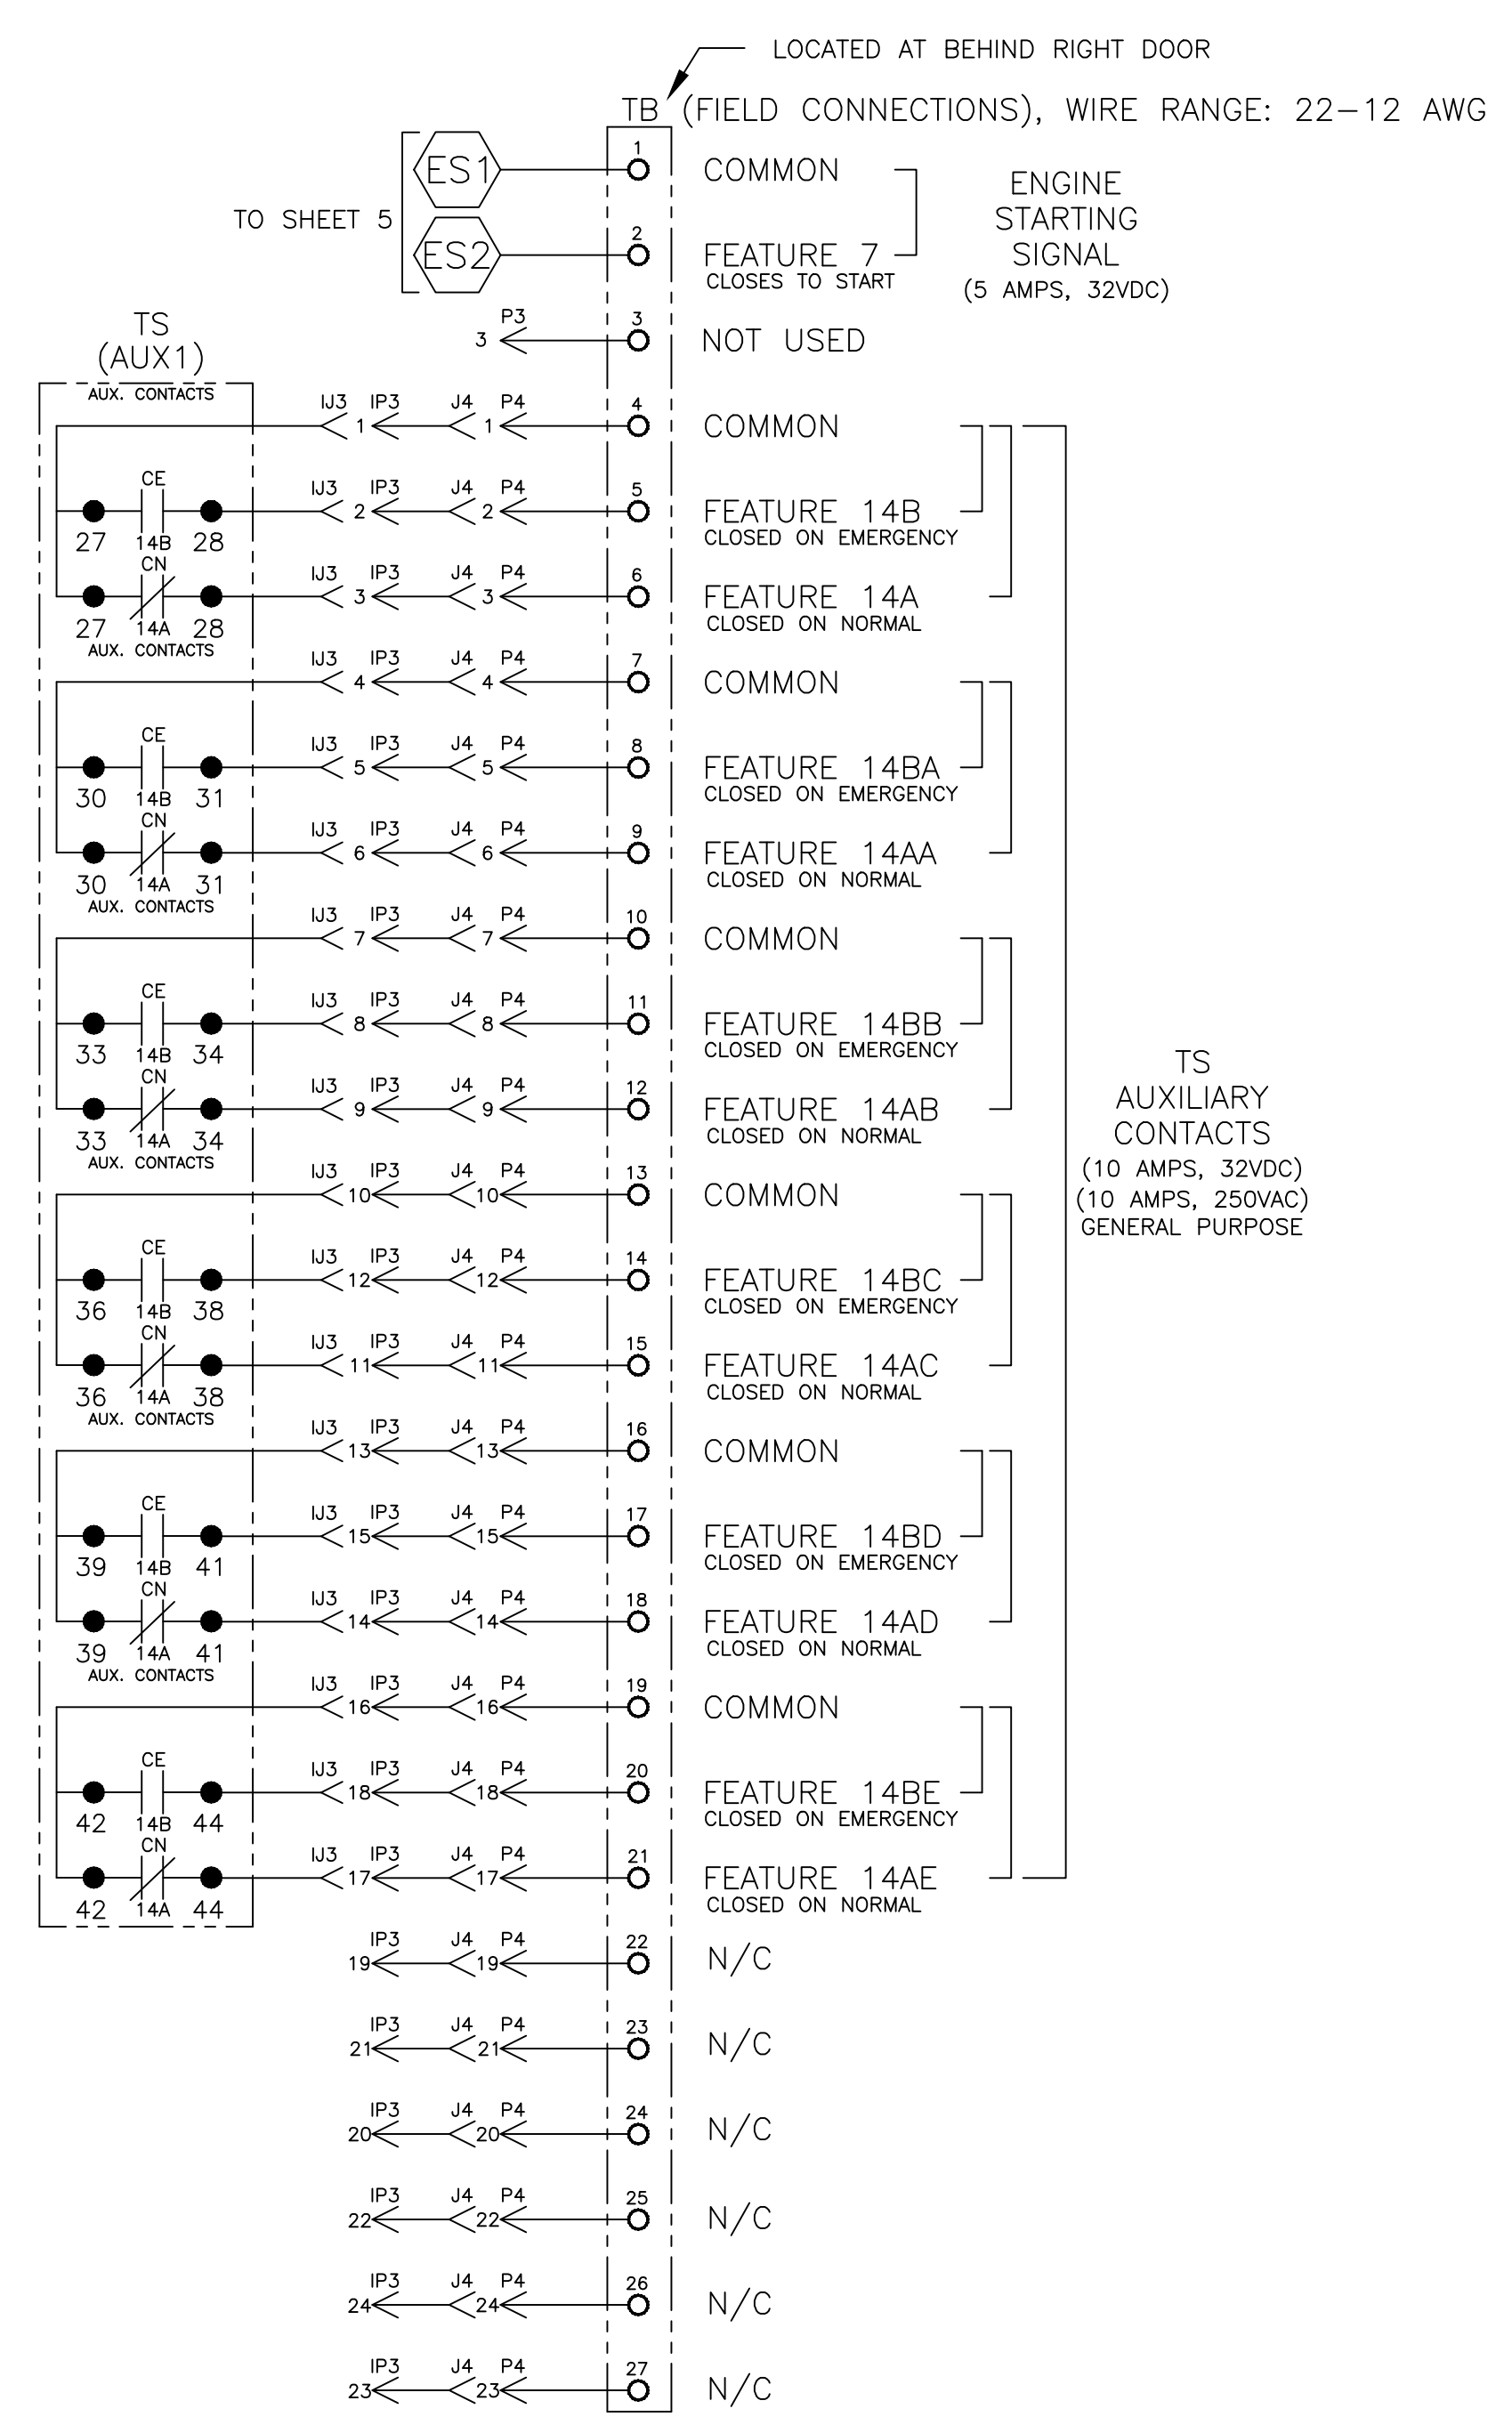 LOCATED AT BEHIND RIGHT DOOR
TB (FIELD CONNECTIONS), WIRE RANGE: 22-12 AWG
TO SHEET 5
ES1 1 COMMON
ES2 2 FEATURE 7
CLOSES TO START
ENGINE
STARTING
SIGNAL
(5 AMPS, 32VDC)
P3
3 3 NOT USED
TS
(AUX1)
AUX. CONTACTS
IJ3 IP3 J4 P4
1 1 4 COMMON
CE IJ3 IP3 J4 P4
2 2 5 FEATURE 14B
27 14B 28 CLOSED ON EMERGENCY
CN IJ3 IP3 J4 P4
3 3 6 FEATURE 14A
27 14A 28 CLOSED ON NORMAL
AUX. CONTACTS
IJ3 IP3 J4 P4
4 4 7 COMMON
CE IJ3 IP3 J4 P4
5 5 8 FEATURE 14BA
30 14B 31 CLOSED ON EMERGENCY
CN IJ3 IP3 J4 P4
6 6 9 FEATURE 14AA
30 14A 31 CLOSED ON NORMAL
AUX. CONTACTS
IJ3 IP3 J4 P4
7 7 10 COMMON
CE IJ3 IP3 J4 P4
8 8 11 FEATURE 14BB
33 14B 34 CLOSED ON EMERGENCY
CN IJ3 IP3 J4 P4
9 9 12 FEATURE 14AB
33 14A 34 CLOSED ON NORMAL
AUX. CONTACTS
IJ3 IP3 J4 P4
10 10 13 COMMON
CE IJ3 IP3 J4 P4
12 12 14 FEATURE 14BC
36 14B 38 CLOSED ON EMERGENCY
CN IJ3 IP3 J4 P4
11 11 15 FEATURE 14AC
36 14A 38 CLOSED ON NORMAL
AUX. CONTACTS
IJ3 IP3 J4 P4
13 13 16 COMMON
CE IJ3 IP3 J4 P4
15 15 17 FEATURE 14BD
39 14B 41 CLOSED ON EMERGENCY
CN IJ3 IP3 J4 P4
14 14 18 FEATURE 14AD
39 14A 41 CLOSED ON NORMAL
AUX. CONTACTS
IJ3 IP3 J4 P4
16 16 19 COMMON
CE IJ3 IP3 J4 P4
18 18 20 FEATURE 14BE
42 14B 44 CLOSED ON EMERGENCY
CN IJ3 IP3 J4 P4
17 17 21 FEATURE 14AE
42 14A 44 CLOSED ON NORMAL
TS
AUXILIARY
CONTACTS
(10 AMPS, 32VDC)
(10 AMPS, 250VAC)
GENERAL PURPOSE
IP3 J4 P4
19 19 22 N/C
IP3 J4 P4
21 21 23 N/C
IP3 J4 P4
20 20 24 N/C
IP3 J4 P4
22 22 25 N/C
IP3 J4 P4
24 24 26 N/C
IP3 J4 P4
23 23 27 N/C